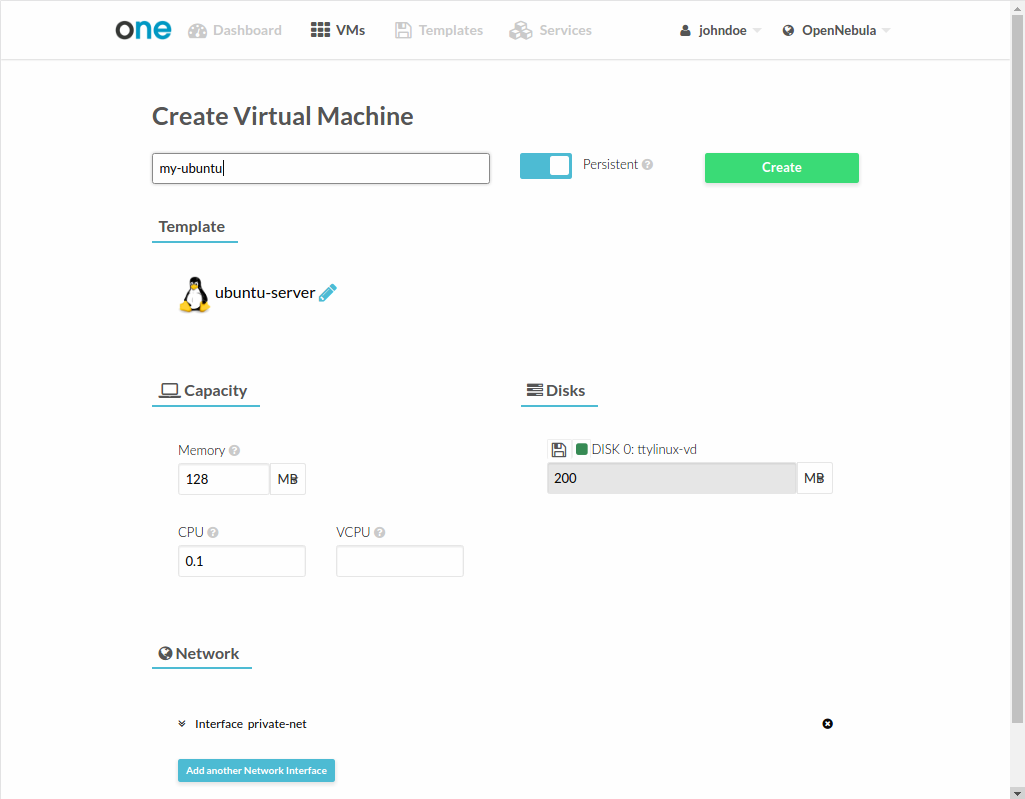 one Dashboard VMs Templates Services johndoe OpenNebula
Create Virtual Machine
my-ubuntu Persistent Create
Template
ubuntu-server
Capacity Disks
Memory DISK 0: ttylinux-vd
128 MB 200 MB
CPU VCPU
0.1
Network
Interface private-net
Add another Network Interface